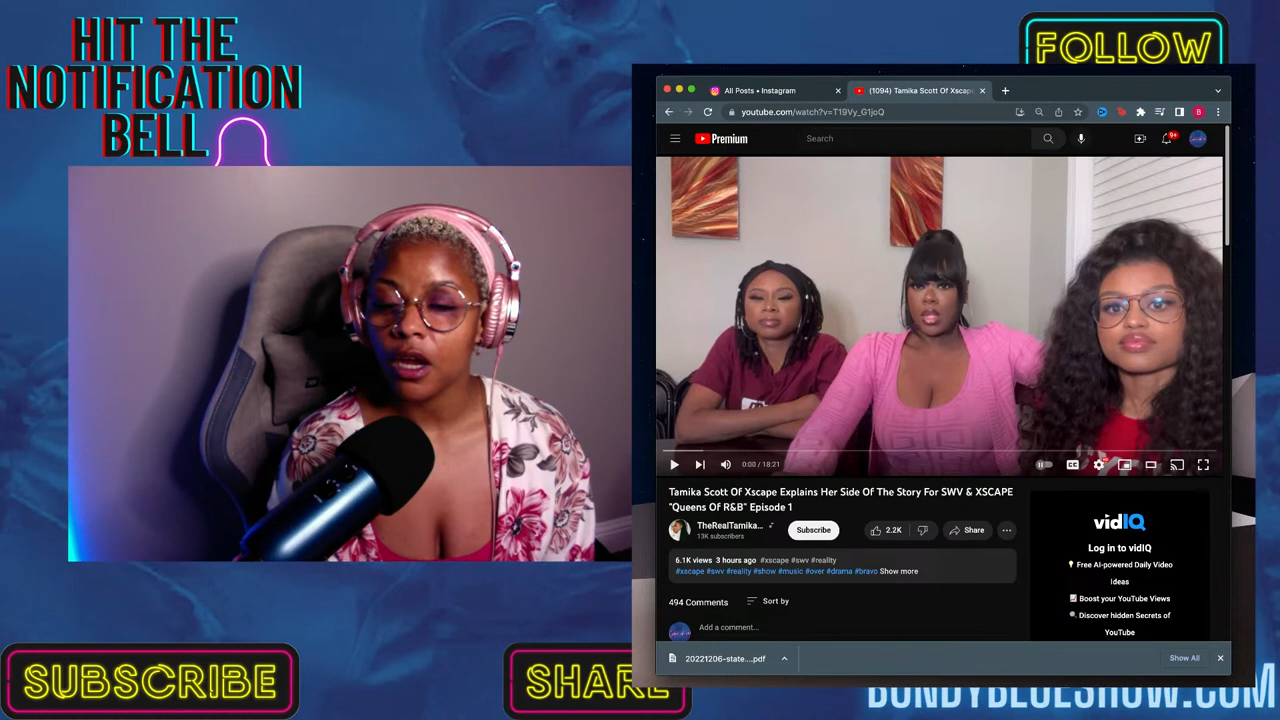 HIT THE
NOTIFICATION
BELL
FOLLOW
All Posts • Instagram
(1094) Tamika Scott Of Xscape
youtube.com/watch?v=T19Vy_G1joQ
B
Premium
Search
9+
0:00 / 18:21
CC
Tamika Scott Of Xscape Explains Her Side Of The Story For SWV & XSCAPE
"Queens Of R&B" Episode 1
TheRealTamika...
13K subscribers
Subscribe
2.2K
Share
6.1K views 3 hours ago #xscape #swv #reality
#xscape #swv #reality #show #music #over #drama #bravo Show more
494 Comments
Sort by
Add a comment...
vidIQ
Log in to vidIQ
Free AI-powered Daily Video
Ideas
Boost your YouTube Views
Discover hidden Secrets of
YouTube
20221206-state....pdf
Show All
SUBSCRIBE
SHARE
BUNDYBLUESHOW.COM